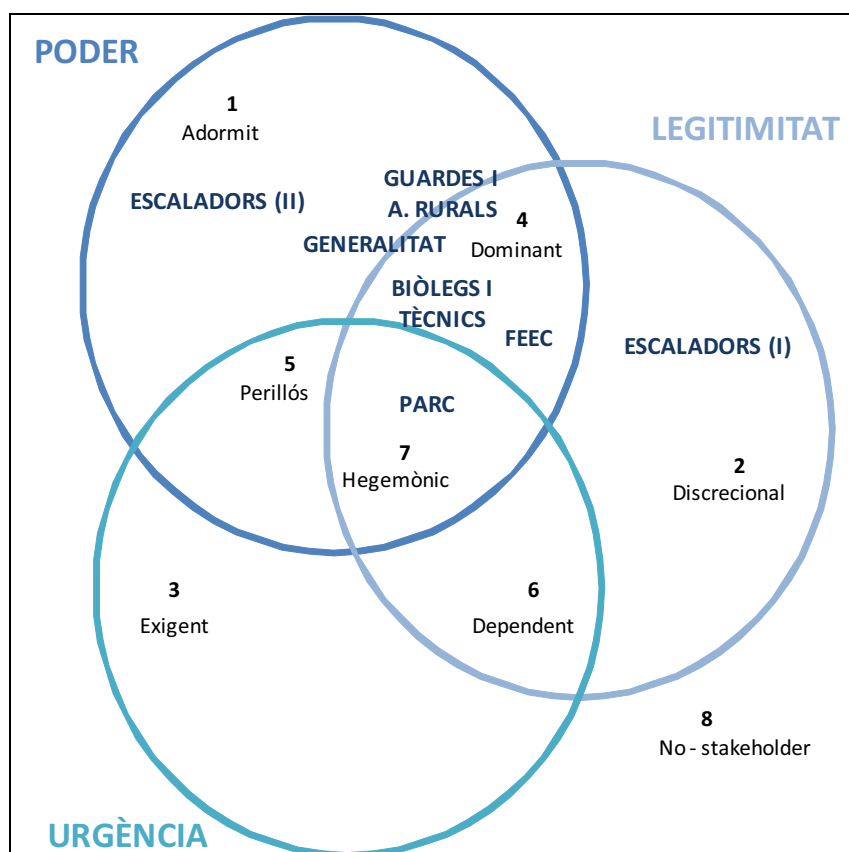 PODER
1
Adormit
LEGITIMITAT
GUARDES I
A. RURALS
ESCALADORS (II)
4
GENERALITAT
Dominant
BIÒLEGS I
TÈCNICS
FEEC
ESCALADORS (I)
5
Perillós
PARC
7
Hegemònic
2
Discrecional
3
Exigent
6
Dependent
8
No - stakeholder
URGÈNCIA